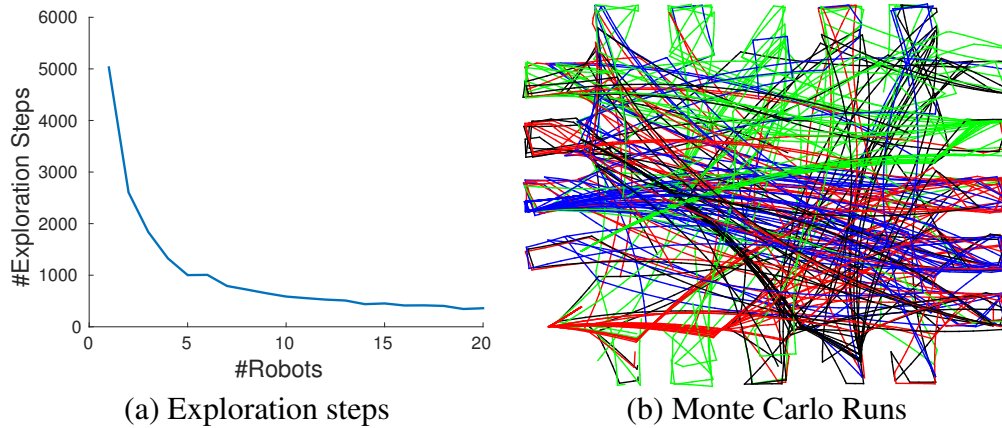 6000
5000
4000
3000
2000
1000
0
#Exploration Steps
0 5 10 15 20
#Robots
(a) Exploration steps
(b) Monte Carlo Runs